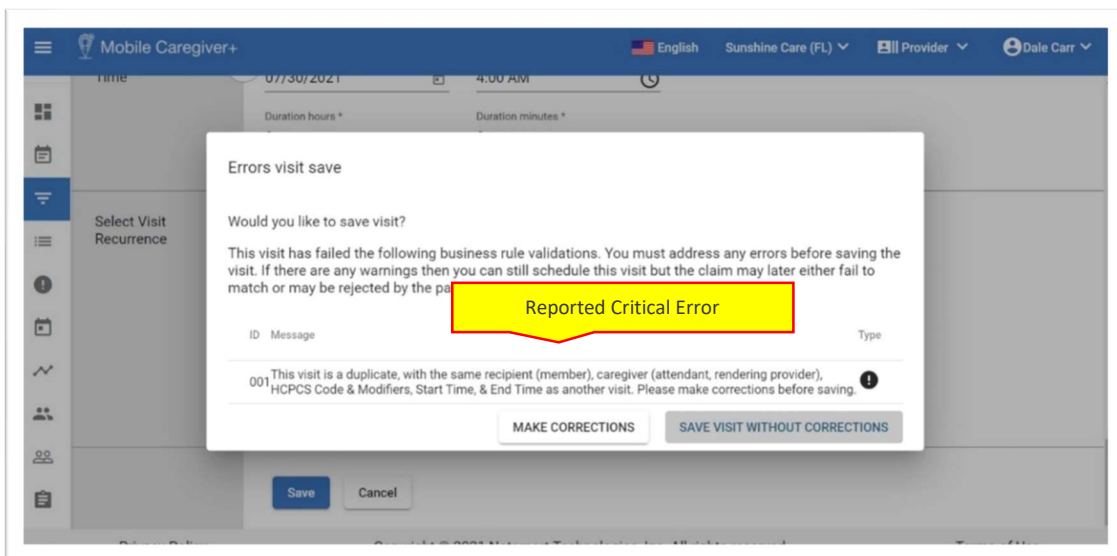 Mobile Caregiver+
English Sunshine Care (FL) Provider Dale Carr
Time 07/30/2021 4:00 AM
Duration hours * Duration minutes *
Errors visit save
Select Visit
Recurrence
Would you like to save visit?
This visit has failed the following business rule validations. You must address any errors before saving the
visit. If there are any warnings then you can still schedule this visit but the claim may later either fail to
match or may be rejected by the pa
Reported Critical Error
ID Message Type
001 This visit is a duplicate, with the same recipient (member), caregiver (attendant, rendering provider),
HCPCS Code & Modifiers, Start Time, & End Time as another visit. Please make corrections before saving.
MAKE CORRECTIONS SAVE VISIT WITHOUT CORRECTIONS
Save Cancel